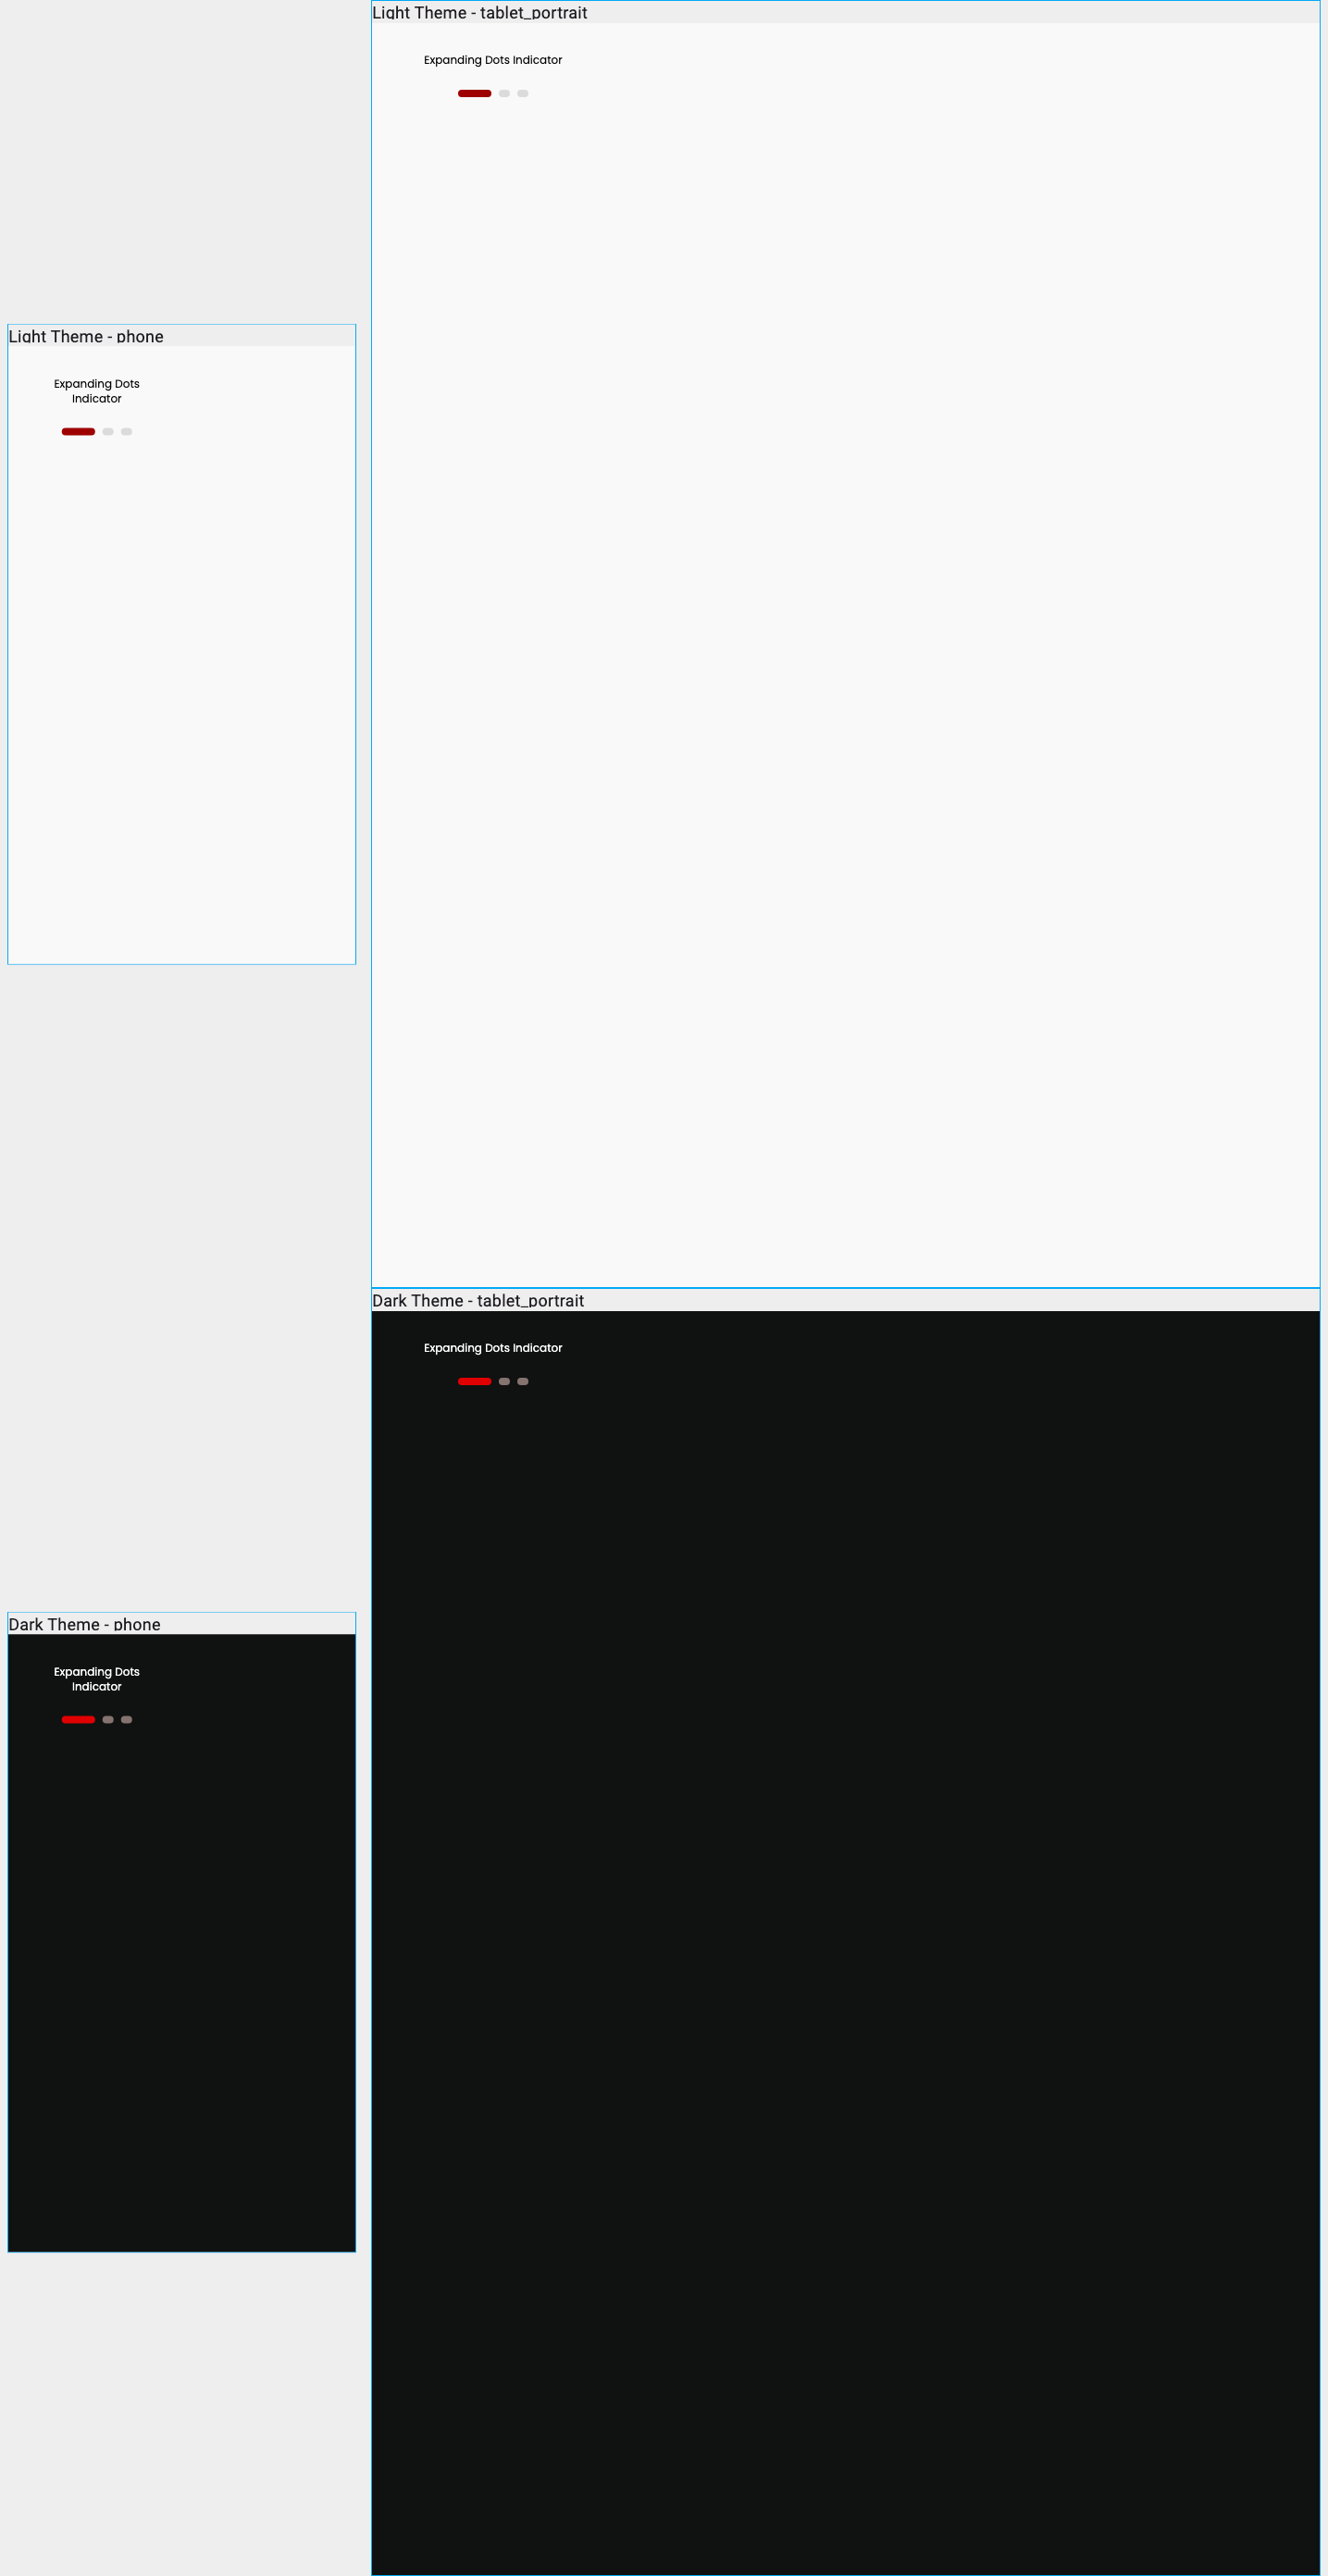 Light Theme - tablet_portrait
Expanding Dots Indicator
Light Theme - phone
Expanding Dots
Indicator
Dark Theme - tablet_portrait
Expanding Dots Indicator
Dark Theme - phone
Expanding Dots
Indicator